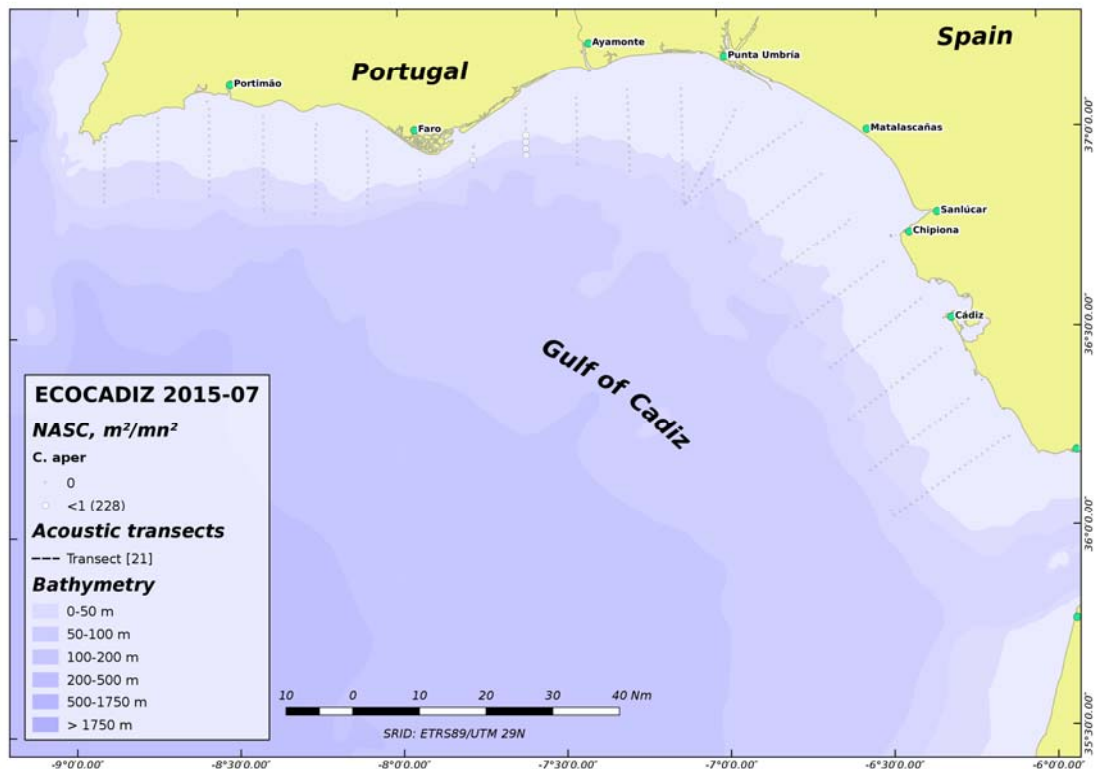 Spain
Ayamonte
Punta Umbría
Portugal
Portimão
Faro
Matalascañas
Sanlúcar
Chipiona
Cádiz
Gulf of Cadiz
37°0'0.00"
36°30'0.00"
36°0'0.00"
35°30'0.00"
ECOCADIZ 2015-07
NASC, m²/mn²
C. aper
0
<1 (228)
Acoustic transects
Transect [21]
Bathymetry
0-50 m
50-100 m
100-200 m
200-500 m
500-1750 m
> 1750 m
10 0 10 20 30 40 Nm
SRID: ETRS89/UTM 29N
-9°0'0.00" -8°30'0.00" -8°0'0.00" -7°30'0.00" -7°0'0.00" -6°30'0.00" -6°0'0.00"